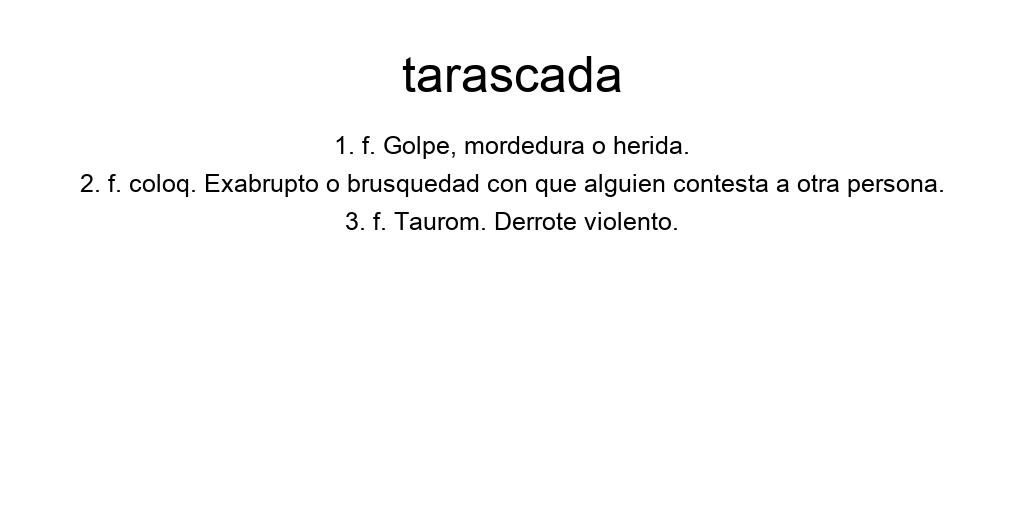 tarascada
1. f. Golpe, mordedura o herida.
2. f. coloq. Exabrupto o brusquedad con que alguien contesta a otra persona.
3. f. Taurom. Derrote violento.